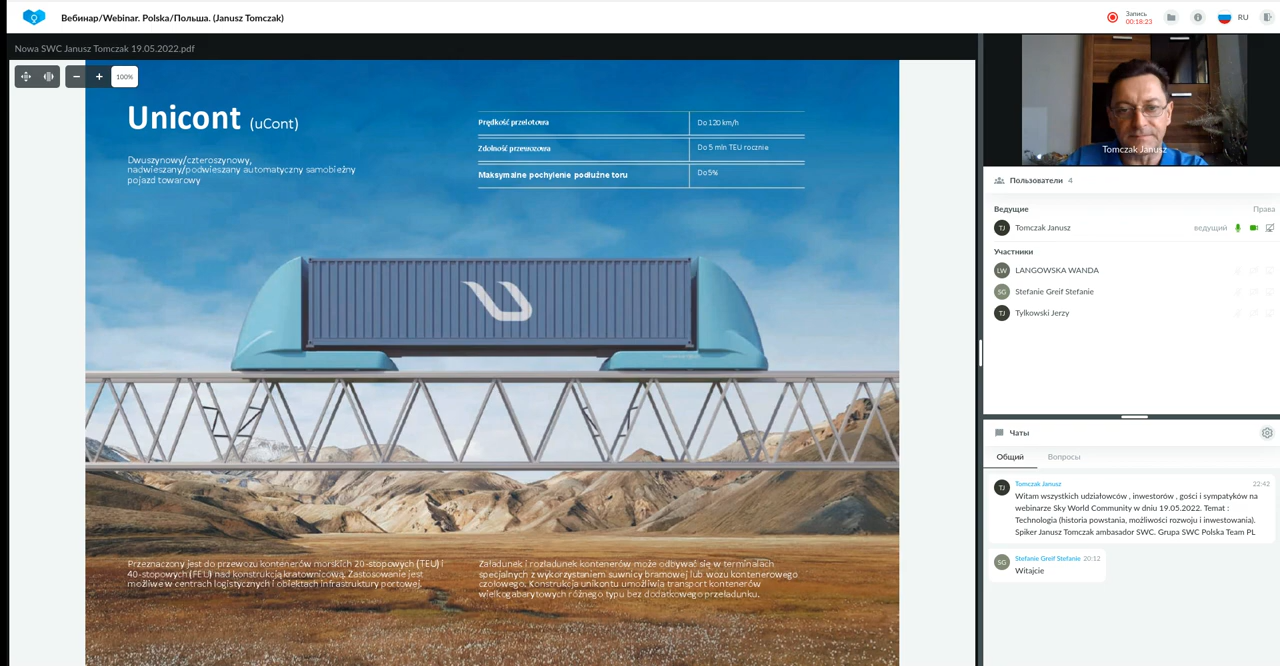 Вебинар/Webinar. Polska/Польша. (Janusz Tomczak)
Запись
00:18:23
RU
Nowa SWC Janusz Tomczak 19.05.2022.pdf
100%
Unicont (uCont)
Dwuszynowy/czteroszynowy,
nadwieszany/podwieszany automatyczny samobieżny
pojazd towarowy
Prędkość przelotowa
Do 120 km/h
Zdolność przewozowa
Do 5 mln TEU rocznie
Maksymalne pochylenie podłużne toru
Do 5%
Przeznaczony jest do przewozu kontenerów morskich 20-stopowych (TEU) i
40-stopowych (FEU) nad konstrukcją kratownicową. Zastosowanie jest
możliwe w centrach logistycznych i obiektach infrastruktury portowej.
Załadunek i rozładunek kontenerów może odbywać się w terminalach
specjalnych z wykorzystaniem suwnicy bramowej lub wozu kontenerowego
czołowego. Konstrukcja unikontu umożliwia transport kontenerów
wielkogabarytowych różnego typu bez dodatkowego przeładunku.
Tomczak Janusz
Пользователи 4
Ведущие
Права
TJ
Tomczak Janusz
ведущий
Участники
LW
LANGOWSKA WANDA
SG
Stefanie Greif Stefanie
TJ
Tylkowski Jerzy
Чаты
Общий
Вопросы
TJ
Tomczak Janusz
22:42
Witam wszystkich udziałowców , inwestorów , gości i sympatyków na
webinarze Sky World Community w dniu 19.05.2022. Temat :
Technologia (historia powstania, możliwości rozwoju i inwestowania).
Spiker Janusz Tomczak ambasador SWC. Grupa SWC Polska Team PL
SG
Stefanie Greif Stefanie 20:12
Witajcie